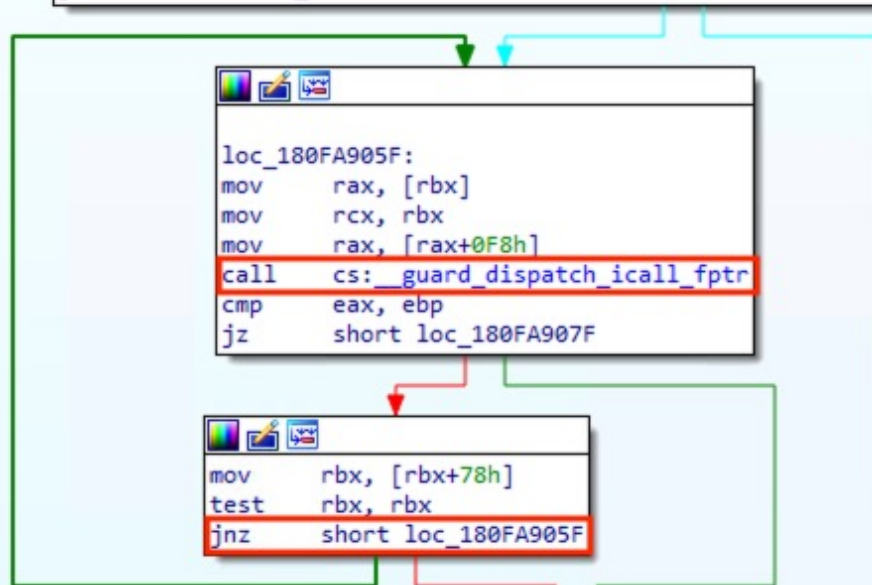 loc_180FA905F:
mov rax, [rbx]
mov rcx, rbx
mov rax, [rax+0F8h]
call cs:__guard_dispatch_icall_fptr
cmp eax, ebp
jz short loc_180FA907F
mov rbx, [rbx+78h]
test rbx, rbx
jnz short loc_180FA905F